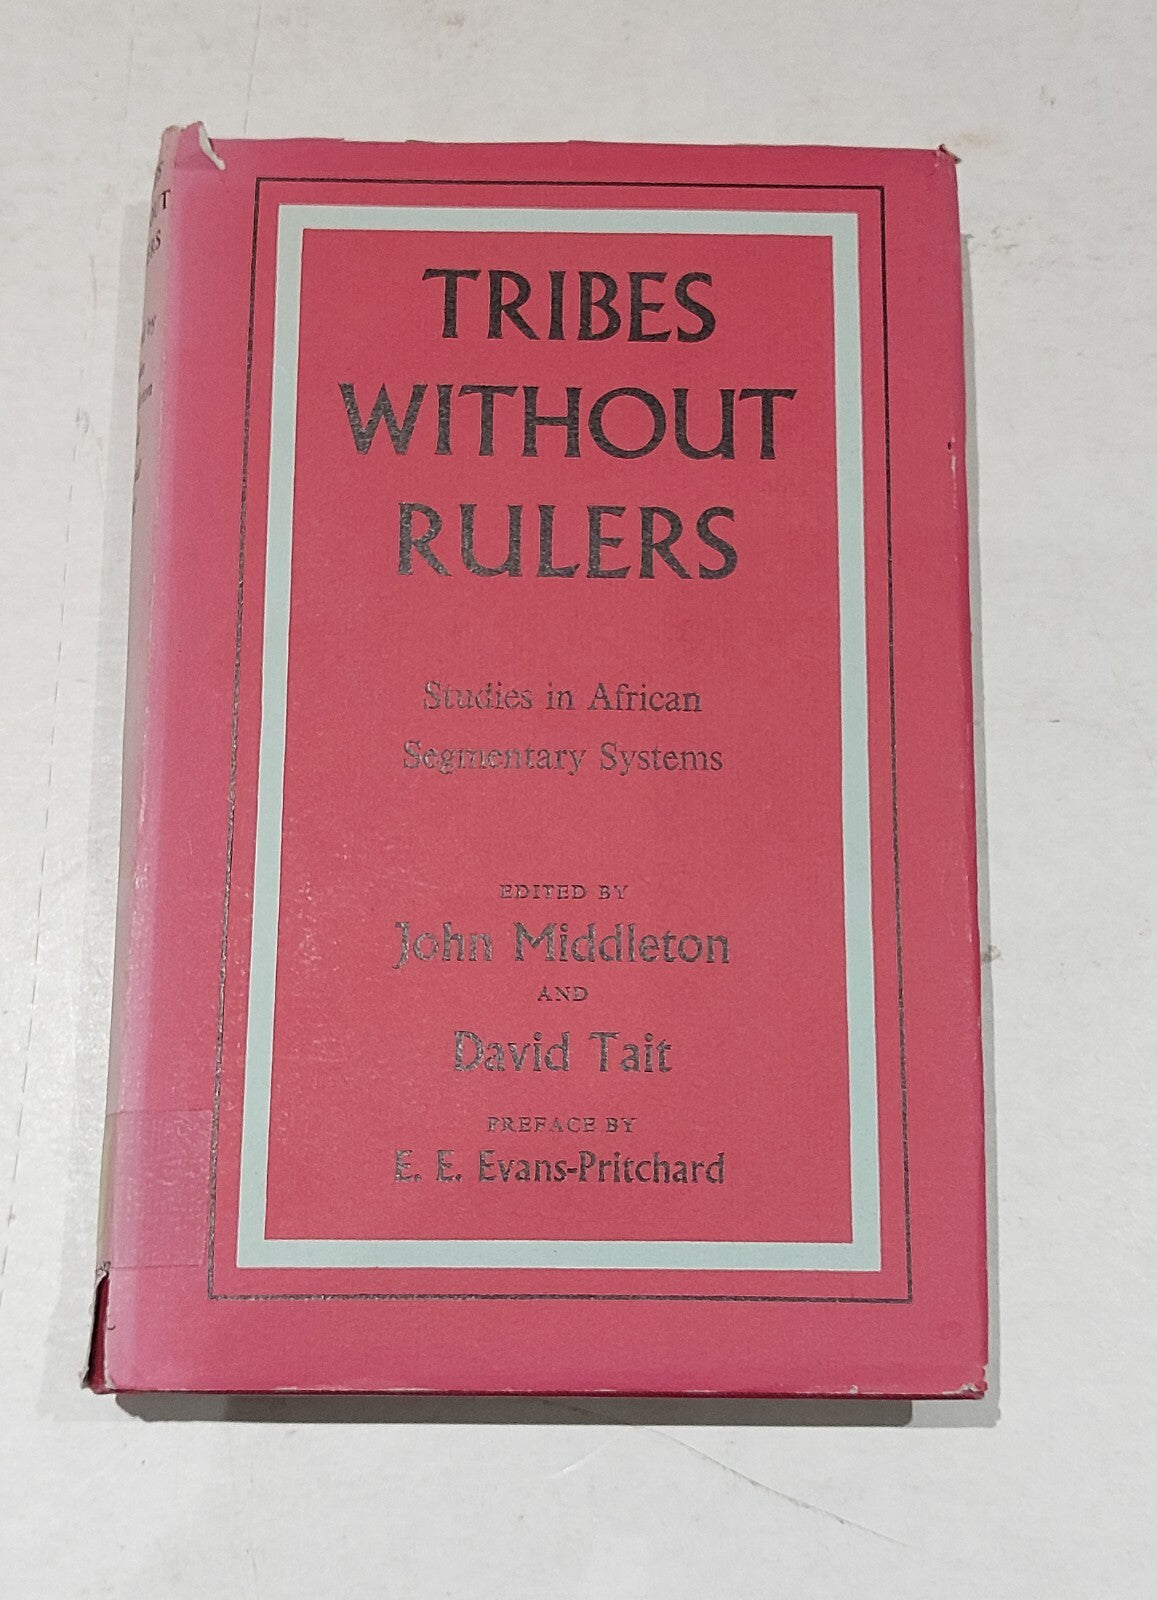 TRIBES
WITHOUT
RULERS
Studies in African
Segmentary Systems
EDITED BY
John Middleton
AND
David Tait
PREFACE BY
E. E. Evans-Pritchard